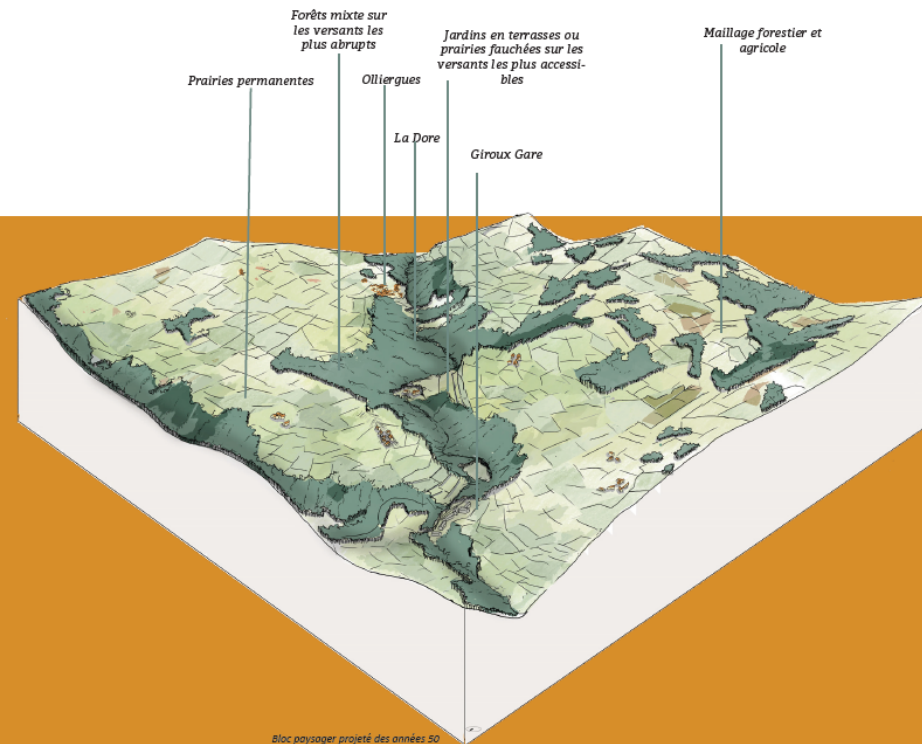 Forêts mixte sur
les versants les
plus abrupts
Jardins en terrasses ou
prairies fauchées sur les
versants les plus accessi-
bles
Maillage forestier et
agricole
Prairies permanentes
Olliergues
La Dore
Giroux Gare
Bloc paysager projeté des années 50